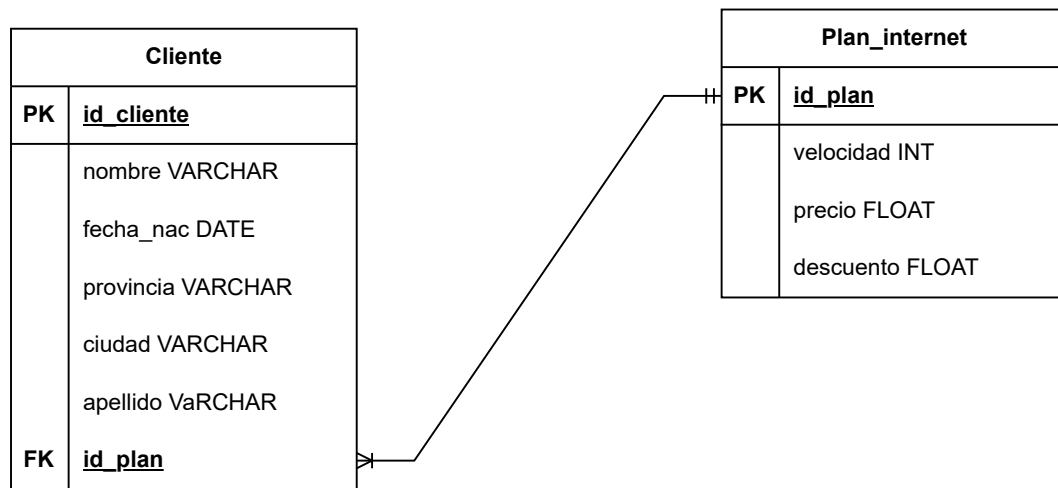 Cliente
PK id_cliente
nombre VARCHAR
fecha_nac DATE
provincia VARCHAR
ciudad VARCHAR
apellido VaRCHAR
FK id_plan
Plan_internet
PK id_plan
velocidad INT
precio FLOAT
descuento FLOAT